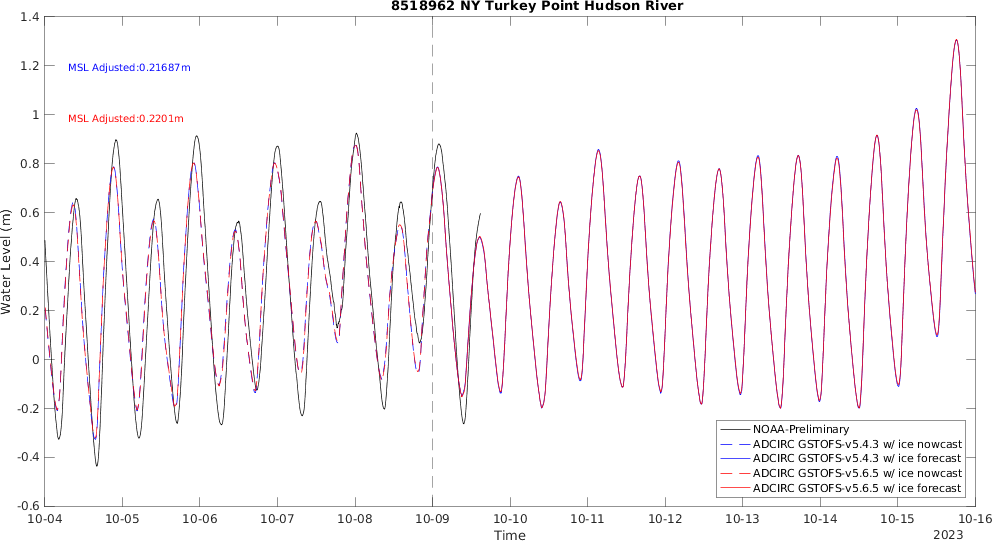 8518962 NY Turkey Point Hudson River
1.4
1.2
1
0.8
0.6
0.4
0.2
0
-0.2
-0.4
-0.6
Water Level (m)
MSL Adjusted:0.21687m
MSL Adjusted:0.2201m
NOAA-Preliminary
ADCIRC GSTOFS-v5.4.3 w/ ice nowcast
ADCIRC GSTOFS-v5.4.3 w/ ice forecast
ADCIRC GSTOFS-v5.6.5 w/ ice nowcast
ADCIRC GSTOFS-v5.6.5 w/ ice forecast
10-04 10-05 10-06 10-07 10-08 10-09 10-10 10-11 10-12 10-13 10-14 10-15 10-16
Time
2023